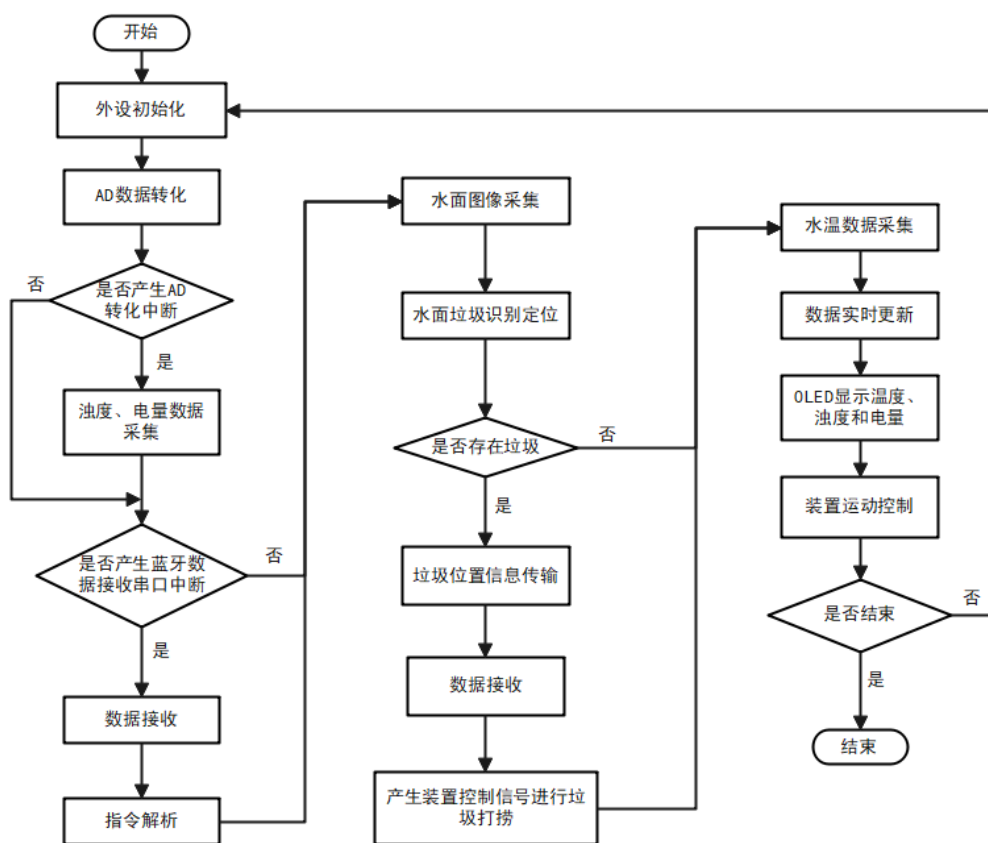 开始
外设初始化
AD数据转化
否
是否产生AD
转化中断
是
浊度、电量数据
采集
是否产生蓝牙数
据接收串口中断
否
是
数据接收
指令解析
水面图像采集
水面垃圾识别定位
是否存在垃圾
否
是
垃圾位置信息传输
数据接收
产生装置控制信号进行垃
圾打捞
水温数据采集
数据实时更新
OLED显示温度、
浊度和电量
装置运动控制
是否结束
否
是
结束